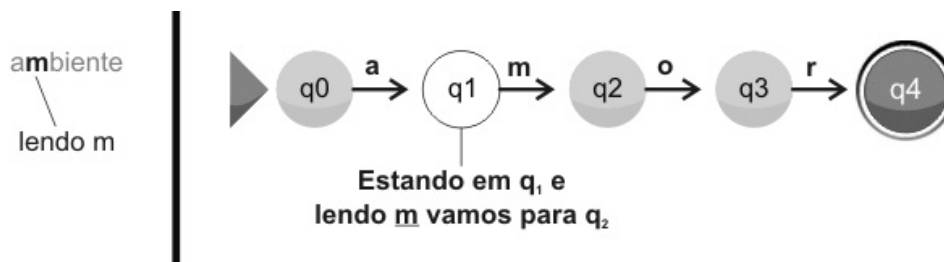 ambiente
lendo m
a m o r
q0 q1 q2 q3 q4
Estando em q₁ e
lendo m vamos para q₂